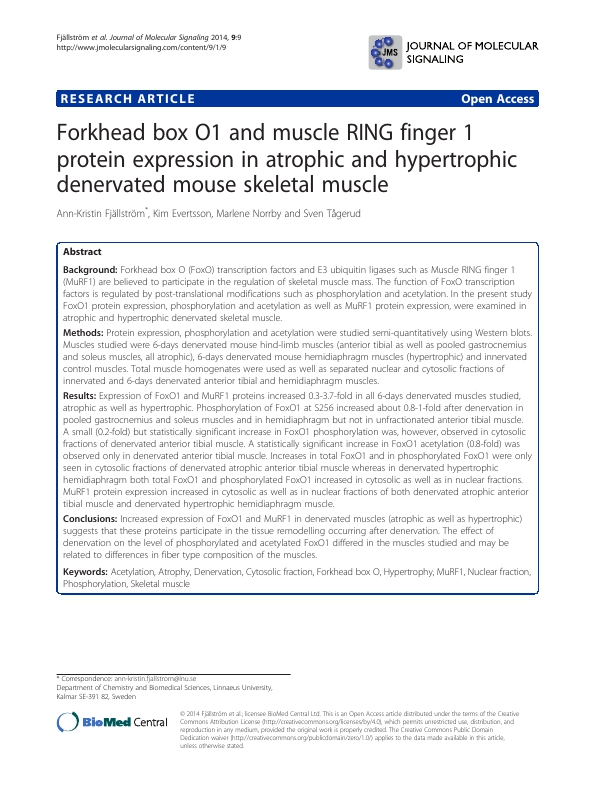 Fjällström et al. Journal of Molecular Signaling 2014, 9:9
http://www.jmolecularsignaling.com/content/9/1/9
JMS
JOURNAL OF MOLECULAR
SIGNALING
RESEARCH ARTICLE
Open Access
Forkhead box O1 and muscle RING finger 1
protein expression in atrophic and hypertrophic
denervated mouse skeletal muscle
Ann-Kristin Fjällström*, Kim Evertsson, Marlene Norrby and Sven Tågerud
Abstract
Background: Forkhead box O (FoxO) transcription factors and E3 ubiquitin ligases such as Muscle RING finger 1
(MuRF1) are believed to participate in the regulation of skeletal muscle mass. The function of FoxO transcription
factors is regulated by post-translational modifications such as phosphorylation and acetylation. In the present study
FoxO1 protein expression, phosphorylation and acetylation as well as MuRF1 protein expression, were examined in
atrophic and hypertrophic denervated skeletal muscle.
Methods: Protein expression, phosphorylation and acetylation were studied semi-quantitatively using Western blots.
Muscles studied were 6-days denervated mouse hind-limb muscles (anterior tibial as well as pooled gastrocnemius
and soleus muscles, all atrophic), 6-days denervated mouse hemidiaphragm muscles (hypertrophic) and innervated
control muscles. Total muscle homogenates were used as well as separated nuclear and cytosolic fractions of
innervated and 6-days denervated anterior tibial and hemidiaphragm muscles.
Results: Expression of FoxO1 and MuRF1 proteins increased 0.3-3.7-fold in all 6-days denervated muscles studied,
atrophic as well as hypertrophic. Phosphorylation of FoxO1 at S256 increased about 0.8-1-fold after denervation in
pooled gastrocnemius and soleus muscles and in hemidiaphragm but not in unfractionated anterior tibial muscle.
A small (0.2-fold) but statistically significant increase in FoxO1 phosphorylation was, however, observed in cytosolic
fractions of denervated anterior tibial muscle. A statistically significant increase in FoxO1 acetylation (0.8-fold) was
observed only in denervated anterior tibial muscle. Increases in total FoxO1 and in phosphorylated FoxO1 were only
seen in cytosolic fractions of denervated atrophic anterior tibial muscle whereas in denervated hypertrophic
hemidiaphragm both total FoxO1 and phosphorylated FoxO1 increased in cytosolic as well as in nuclear fractions.
MuRF1 protein expression increased in cytosolic as well as in nuclear fractions of both denervated atrophic anterior
tibial muscle and denervated hypertrophic hemidiaphragm muscle.
Conclusions: Increased expression of FoxO1 and MuRF1 in denervated muscles (atrophic as well as hypertrophic)
suggests that these proteins participate in the tissue remodelling occurring after denervation. The effect of
denervation on the level of phosphorylated and acetylated FoxO1 differed in the muscles studied and may be
related to differences in fiber type composition of the muscles.
Keywords: Acetylation, Atrophy, Denervation, Cytosolic fraction, Forkhead box O, Hypertrophy, MuRF1, Nuclear fraction,
Phosphorylation, Skeletal muscle
* Correspondence: ann-kristin.fjallstrom@lnu.se
Department of Chemistry and Biomedical Sciences, Linnaeus University,
Kalmar SE-391 82, Sweden
BioMed Central
© 2014 Fjällström et al.; licensee BioMed Central Ltd. This is an Open Access article distributed under the terms of the Creative
Commons Attribution License (http://creativecommons.org/licenses/by/4.0), which permits unrestricted use, distribution, and
reproduction in any medium, provided the original work is properly credited. The Creative Commons Public Domain
Dedication waiver (http://creativecommons.org/publicdomain/zero/1.0/) applies to the data made available in this article,
unless otherwise stated.